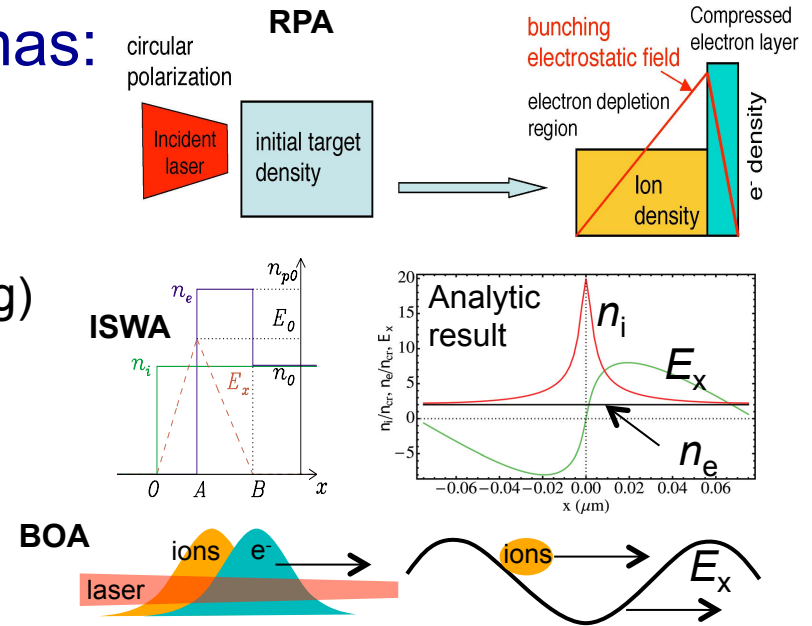 nas:
RPA
circular
polarization
Incident
laser
initial target
density
bunching
electrostatic field
electron depletion
region
Compressed
electron layer
Ion
density
e⁻ density
g)
ISWA
n_e
n_p0
E_0
n_i
E_x
n_0
0
A
B
x
Analytic
result
n_i
E_x
n_e
n_i/n_cr, n_e/n_cr, E_x
20
15
10
5
0
−5
−0.06−0.04−0.02 0.00 0.02 0.04 0.06
x (μm)
BOA
ions
e⁻
laser
ions
E_x